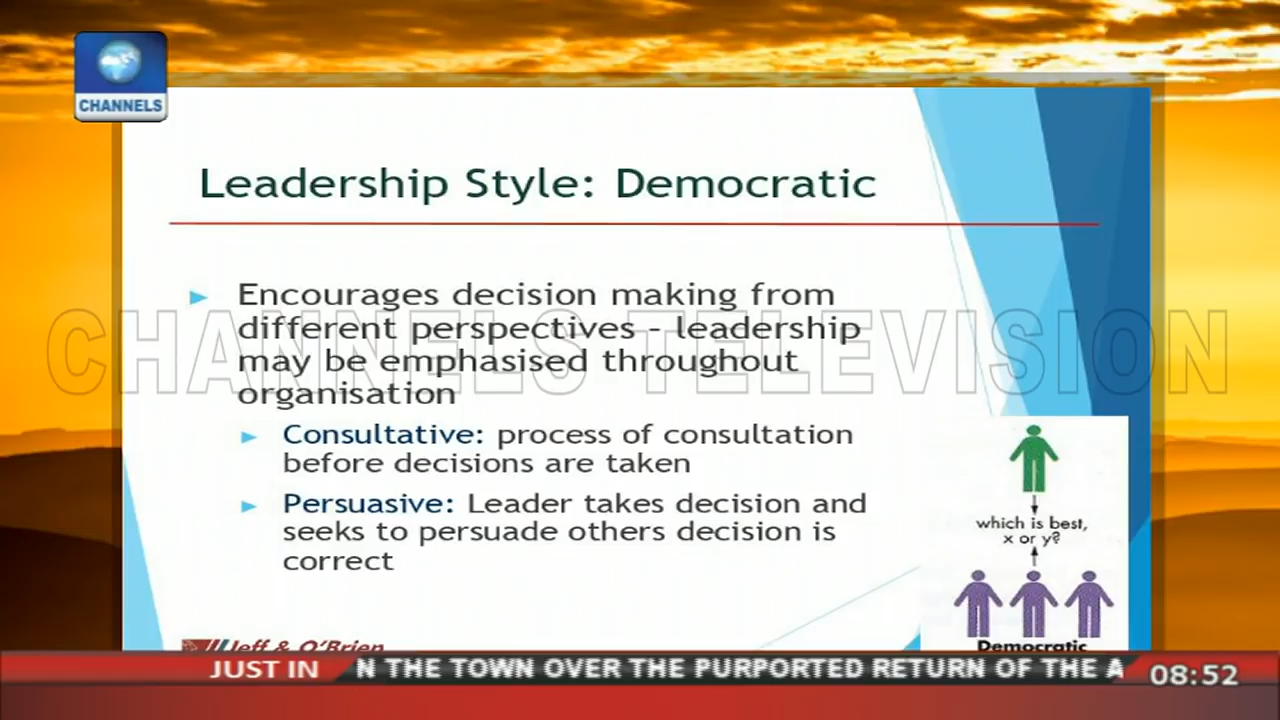 CHANNELS
Leadership Style: Democratic
► Encourages decision making from
different perspectives – leadership
may be emphasised throughout
organisation
► Consultative: process of consultation
before decisions are taken
► Persuasive: Leader takes decision and
seeks to persuade others decision is
correct
CHANNELS TELEVISION
which is best,
x or y?
Democratic
Jeff & O'Brien
JUST IN
N THE TOWN OVER THE PURPORTED RETURN OF THE A
08:52